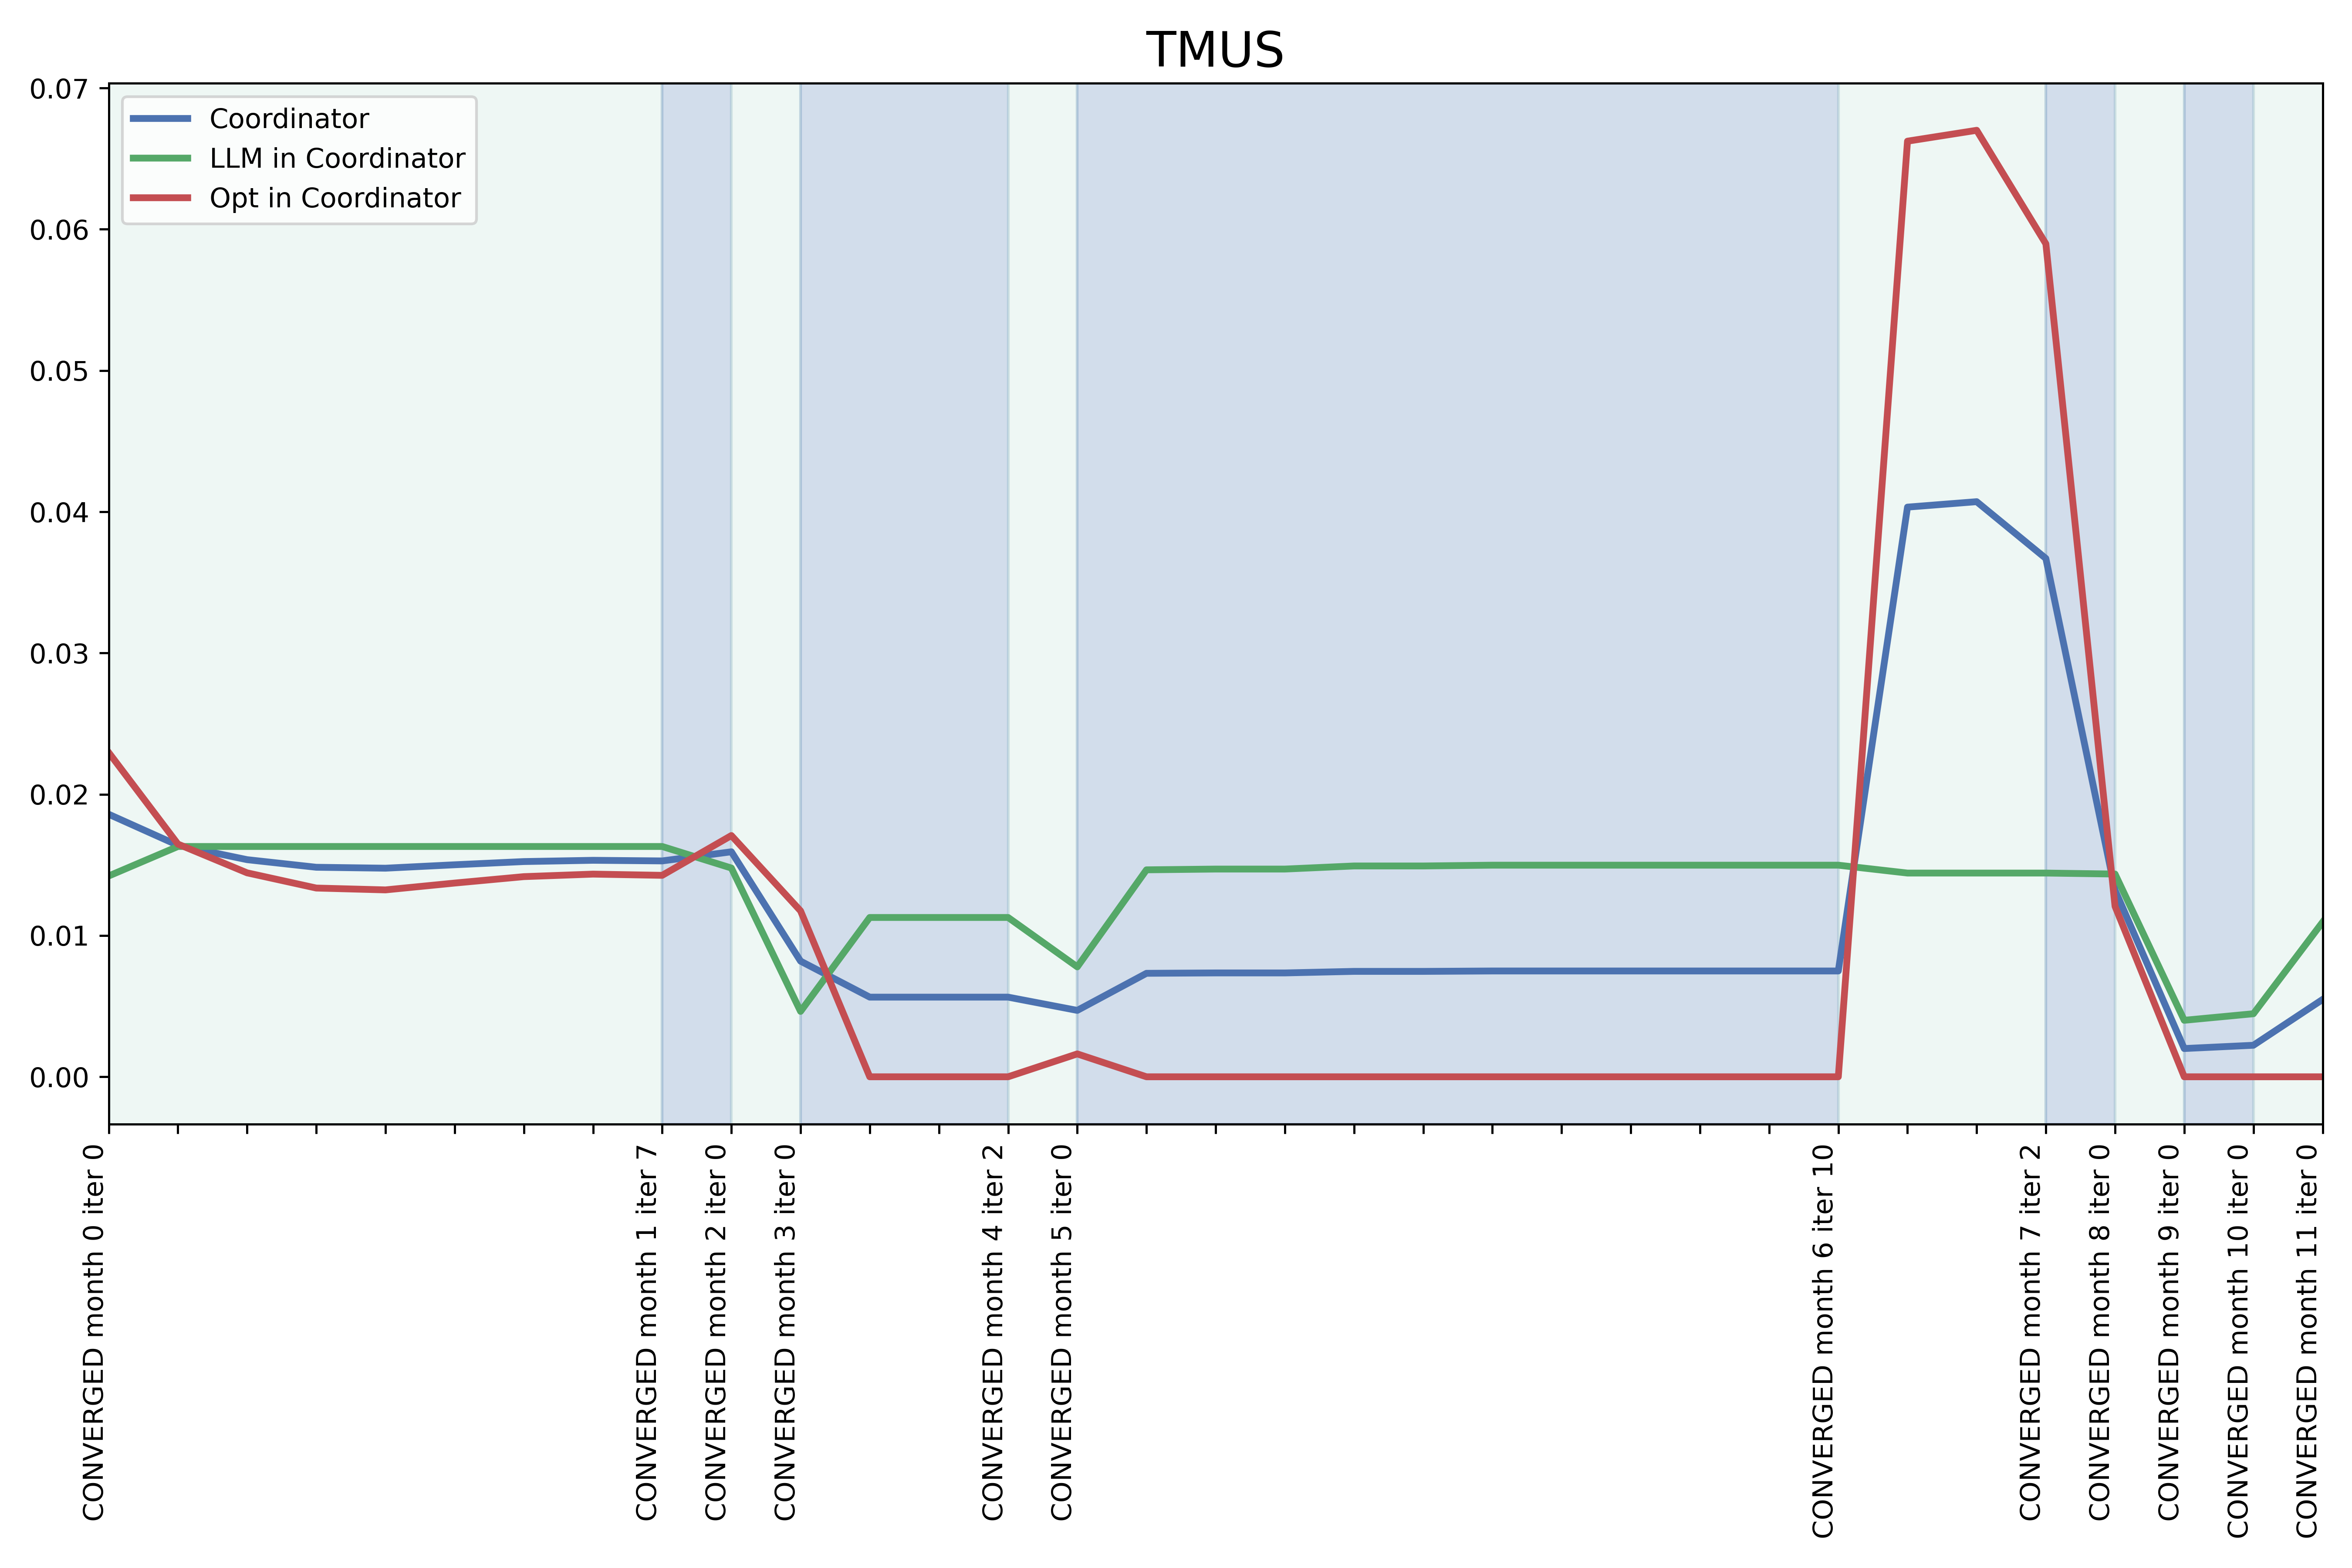 TMUS
Coordinator
LLM in Coordinator
Opt in Coordinator
0.07
0.06
0.05
0.04
0.03
0.02
0.01
0.00
CONVERGED month 0 iter 0
CONVERGED month 1 iter 7
CONVERGED month 2 iter 0
CONVERGED month 3 iter 0
CONVERGED month 4 iter 2
CONVERGED month 5 iter 0
CONVERGED month 6 iter 10
CONVERGED month 7 iter 2
CONVERGED month 8 iter 0
CONVERGED month 9 iter 0
CONVERGED month 10 iter 0
CONVERGED month 11 iter 0